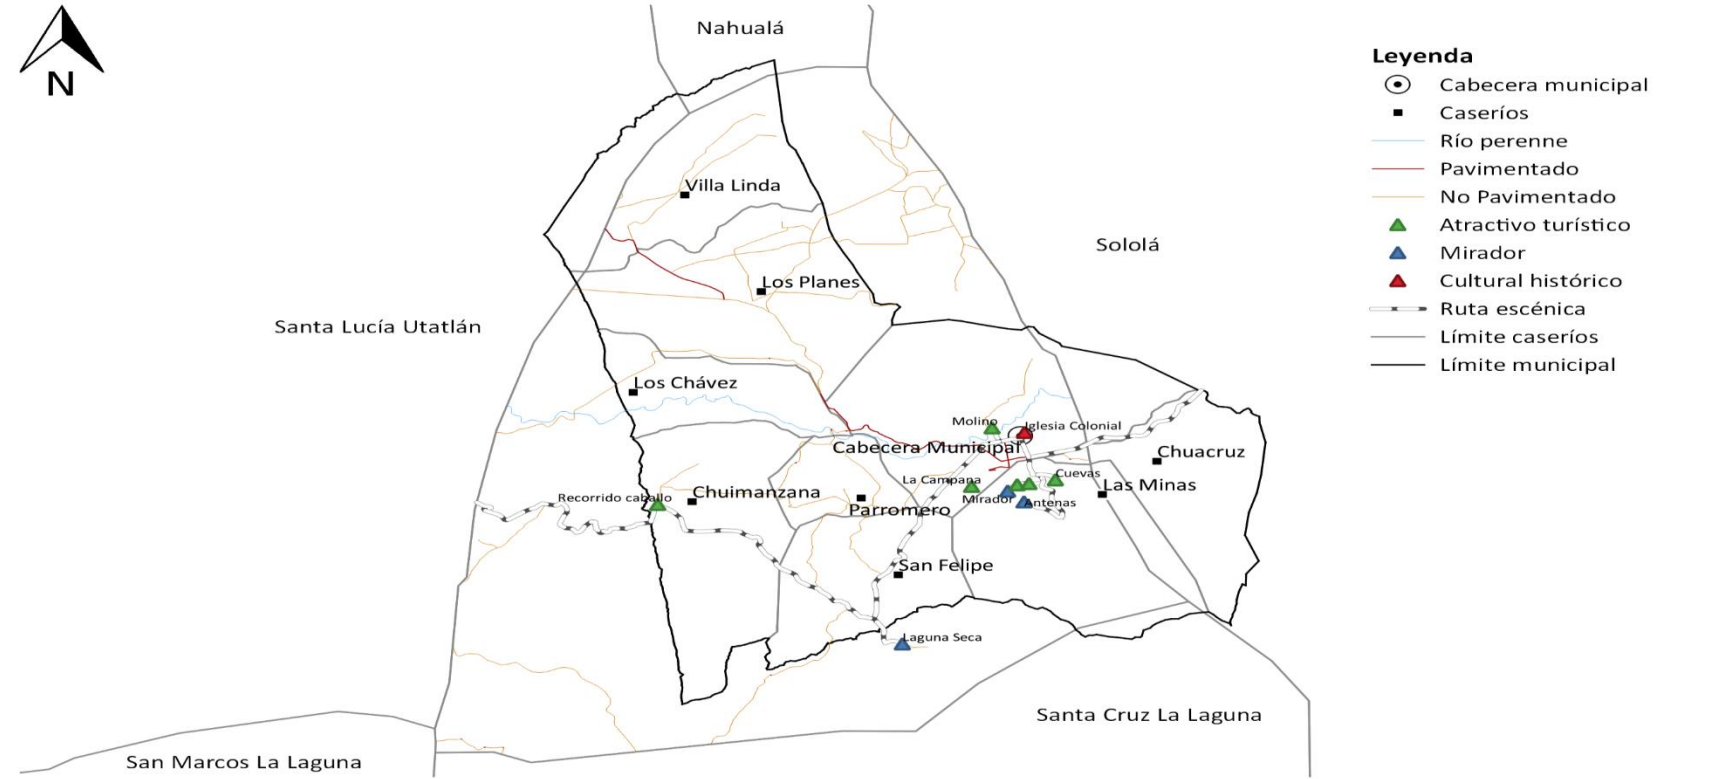 Nahualá
N
Leyenda
Cabecera municipal
Caseríos
Río perenne
Pavimentado
No Pavimentado
Atractivo turístico
Mirador
Cultural histórico
Ruta escénica
Límite caseríos
Límite municipal
Villa Linda
Sololá
Los Planes
Santa Lucía Utatlán
Los Chávez
Molino
Iglesia Colonial
Cabecera Municipal
Chuacruz
Cuevas
La Campana
Las Minas
Recorrido caballo
Chuimanzana
Mirador
Antenas
Parromero
San Felipe
Laguna Seca
Santa Cruz La Laguna
San Marcos La Laguna